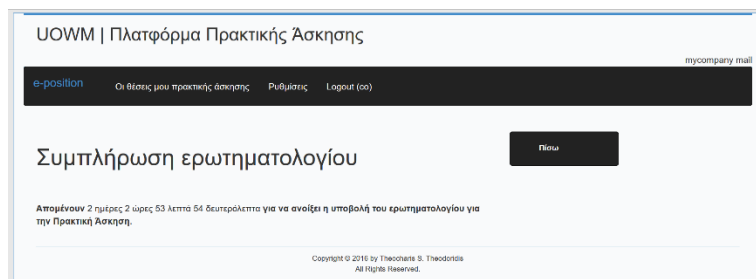 UOWM | Πλατφόρμα Πρακτικής Άσκησης
mycompany mail
e-position Οι θέσεις μου πρακτικής άσκησης Ρυθμίσεις Logout (co)
Συμπλήρωση ερωτηματολογίου
Πίσω
Απομένουν 2 ημέρες 2 ώρες 53 λεπτά 54 δευτερόλεπτα για να ανοίξει η υποβολή του ερωτηματολογίου για
την Πρακτική Άσκηση.
Copyright © 2016 by Theocharis S. Theodoridis
All Rights Reserved.